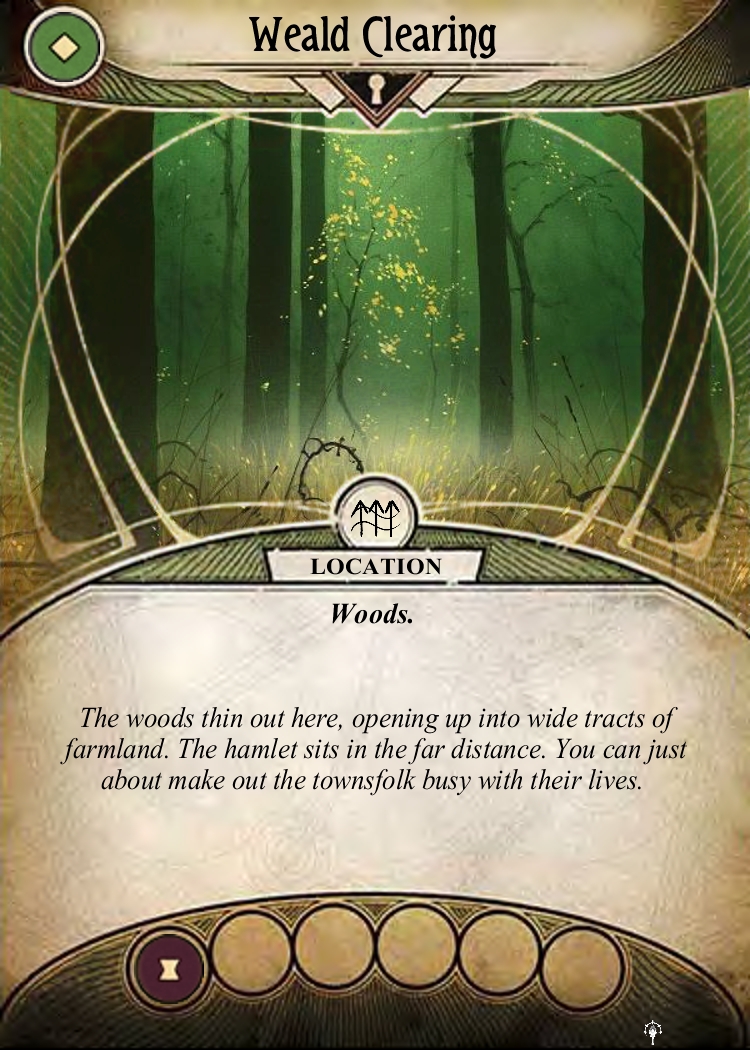 Weald Clearing
LOCATION
Woods.
The woods thin out here, opening up into wide tracts of
farmland. The hamlet sits in the far distance. You can just
about make out the townsfolk busy with their lives.